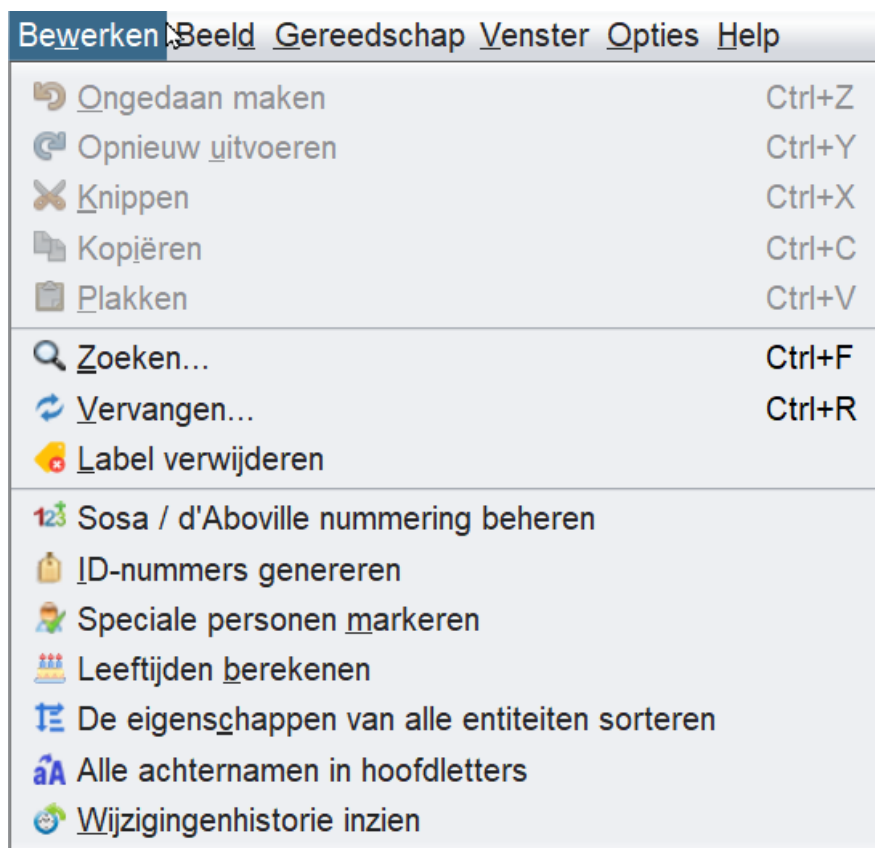 Bewerken Beeld Gereedschap Venster Opties Help
Ongedaan maken Ctrl+Z
Opnieuw uitvoeren Ctrl+Y
Knippen Ctrl+X
Kopiëren Ctrl+C
Plakken Ctrl+V
Zoeken... Ctrl+F
Vervangen... Ctrl+R
Label verwijderen
123 Sosa / d'Aboville nummering beheren
ID-nummers genereren
Speciale personen markeren
Leeftijden berekenen
De eigenschappen van alle entiteiten sorteren
aA Alle achternamen in hoofdletters
Wijzigingenhistorie inzien